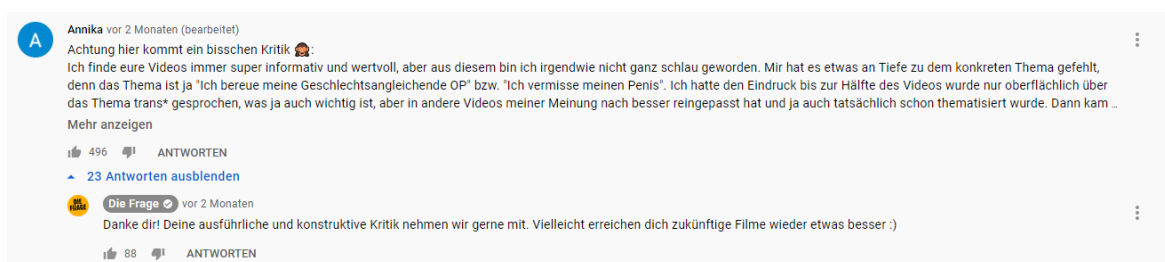 A
Annika vor 2 Monaten (bearbeitet)
Achtung hier kommt ein bisschen Kritik 🙈:
Ich finde eure Videos immer super informativ und wertvoll, aber aus diesem bin ich irgendwie nicht ganz schlau geworden. Mir hat es etwas an Tiefe zu dem konkreten Thema gefehlt,
denn das Thema ist ja "Ich bereue meine Geschlechtsangleichende OP" bzw. "Ich vermisse meinen Penis". Ich hatte den Eindruck bis zur Hälfte des Videos wurde nur oberflächlich über
das Thema trans* gesprochen, was ja auch wichtig ist, aber in andere Videos meiner Meinung nach besser reingepasst hat und ja auch tatsächlich schon thematisiert wurde. Dann kam …
Mehr anzeigen
496 ANTWORTEN
23 Antworten ausblenden
DIE FRAGE
Die Frage vor 2 Monaten
Danke dir! Deine ausführliche und konstruktive Kritik nehmen wir gerne mit. Vielleicht erreichen dich zukünftige Filme wieder etwas besser :)
88 ANTWORTEN